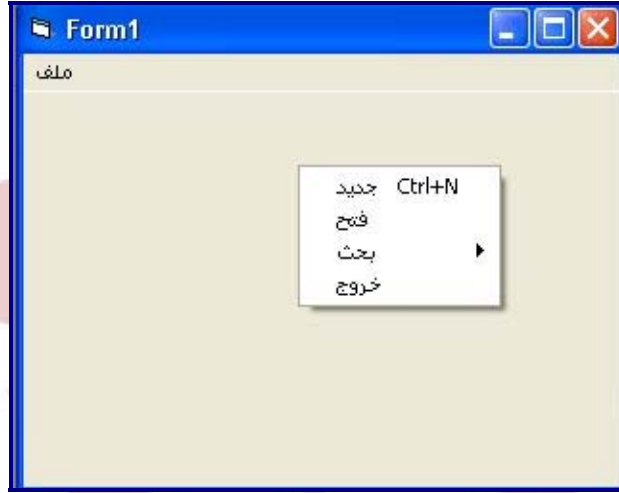 Form1
ملف
جديد Ctrl+N
فتح
بحث
خروج